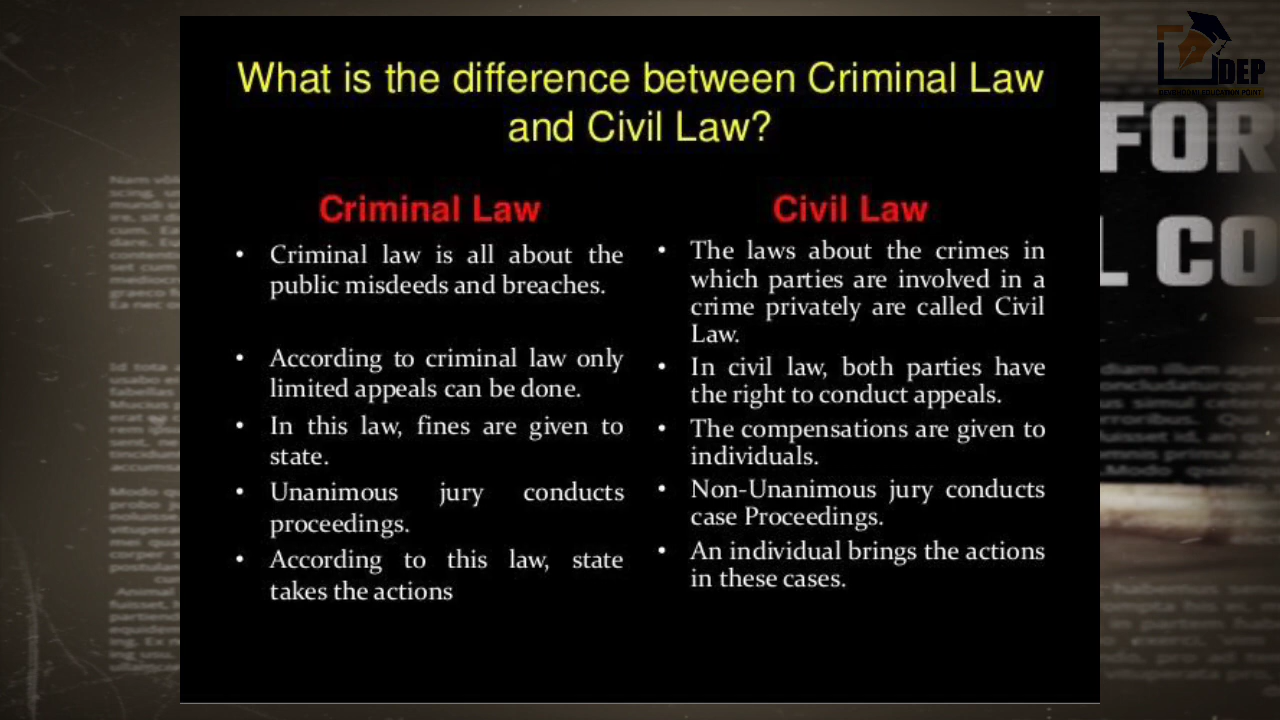 What is the difference between Criminal Law
and Civil Law?
Criminal Law
• Criminal law is all about the
public misdeeds and breaches.
• According to criminal law only
limited appeals can be done.
• In this law, fines are given to
state.
• Unanimous jury conducts
proceedings.
• According to this law, state
takes the actions
Civil Law
• The laws about the crimes in
which parties are involved in a
crime privately are called Civil
Law.
• In civil law, both parties have
the right to conduct appeals.
• The compensations are given to
individuals.
• Non-Unanimous jury conducts
case Proceedings.
• An individual brings the actions
in these cases.
DEP
FOR
L CO